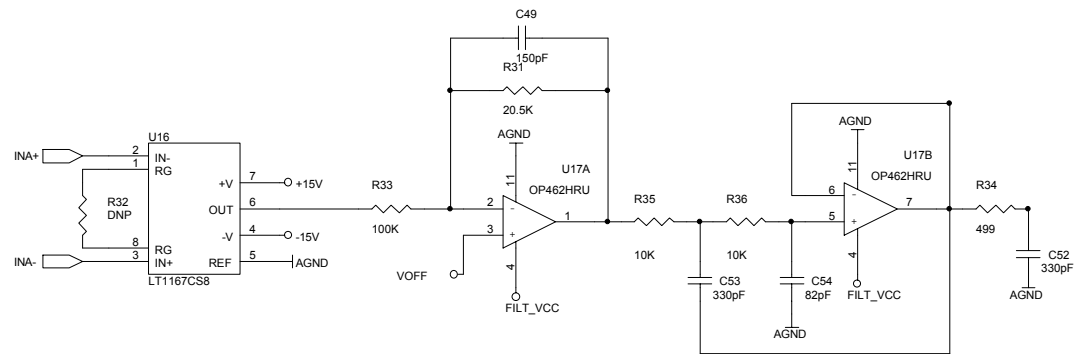 C49
150pF
R31
20.5K
AGND
U17A
OP462HRU
11
2
-
3
+
1
4
FILT_VCC
VOFF
U16
INA+
2
IN-
1
RG
R32
DNP
8
RG
INA-
3
IN+
+V
7
+15V
OUT
6
-V
4
-15V
REF
5
AGND
LT1167CS8
R33
100K
R35
10K
R36
10K
C53
330pF
C54
82pF
AGND
AGND
U17B
OP462HRU
11
6
-
5
+
7
4
FILT_VCC
R34
499
C52
330pF
AGND